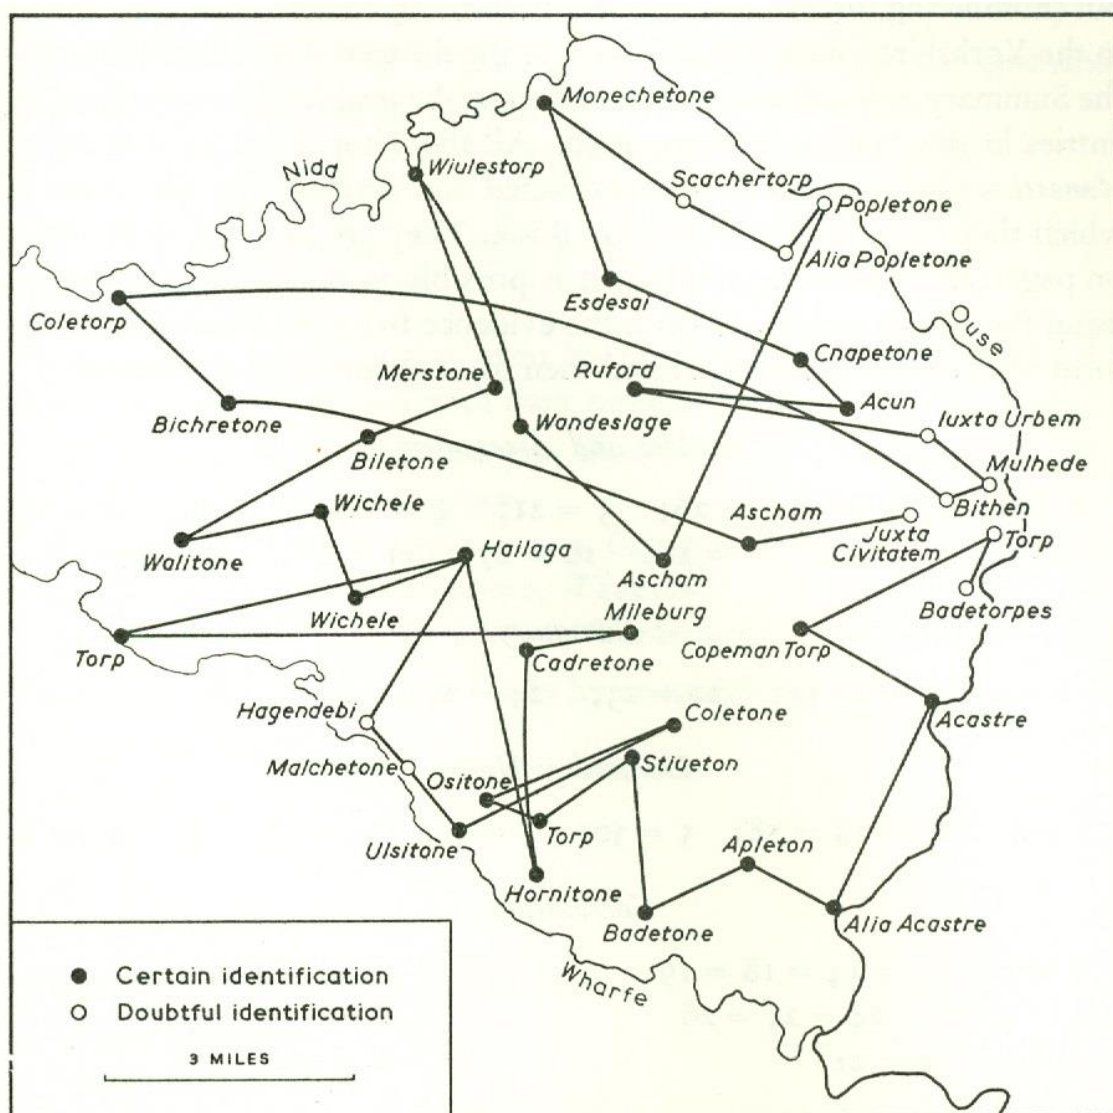 Monechetone
Wiulestorp
Nidd
Scachertorp
Popletone
Alia Popletone
Esdesai
Coletorp
Ouse
Cnapetone
Merstone
Ruford
Acun
Bichretone
Wandeslage
Iuxta Urbem
Biletone
Mulhede
Wichele
Ascham
Bithen
Walitone
Hailaga
Juxta
Civitatem
Torp
Ascham
Wichele
Mileburg
Badetorpes
Torp
Cadretone
Copeman Torp
Hagendebi
Coletone
Acastre
Malchetone
Stiueton
Ositone
Ulsitone
Torp
Apleton
Hornitone
Badetone
Alia Acastre
Wharfe
Certain identification
Doubtful identification
3 MILES